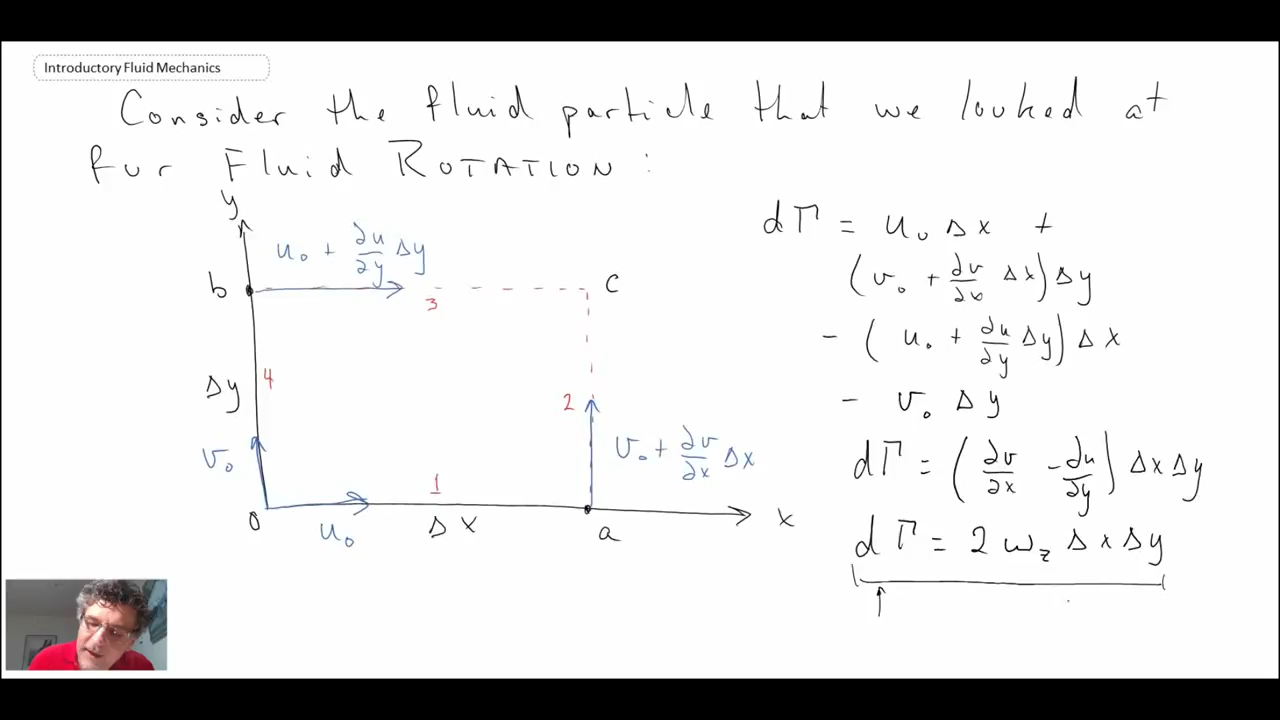 Introductory Fluid Mechanics
Consider the fluid particle that we looked at
for Fluid ROTATION :
y
u₀ + ∂u/∂y Δy
b
3
c
4
Δy
2
v₀
v₀ + ∂v/∂x Δx
1
0
u₀
Δx
a
x
dΓ = u₀ Δx +
(v₀ + ∂v/∂x Δx) Δy
- ( u₀ + ∂u/∂y Δy) Δx
- v₀ Δy
dΓ = (∂v/∂x - ∂u/∂y) Δx Δy
dΓ = 2 ω_z Δx Δy